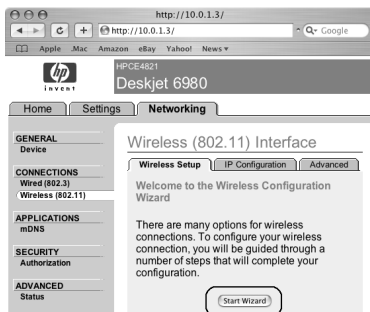 http://10.0.1.3/
http://10.0.1.3/
Google
Apple .Mac Amazon eBay Yahoo! News
hp
invent
HPCE4821
Deskjet 6980
Home Settings Networking
GENERAL
Device
CONNECTIONS
Wired (802.3)
Wireless (802.11)
APPLICATIONS
mDNS
SECURITY
Authorization
ADVANCED
Status
Wireless (802.11) Interface
Wireless Setup IP Configuration Advanced
Welcome to the Wireless Configuration
Wizard
There are many options for wireless
connections. To configure your wireless
connection, you will be guided through a
number of steps that will complete your
configuration.
Start Wizard